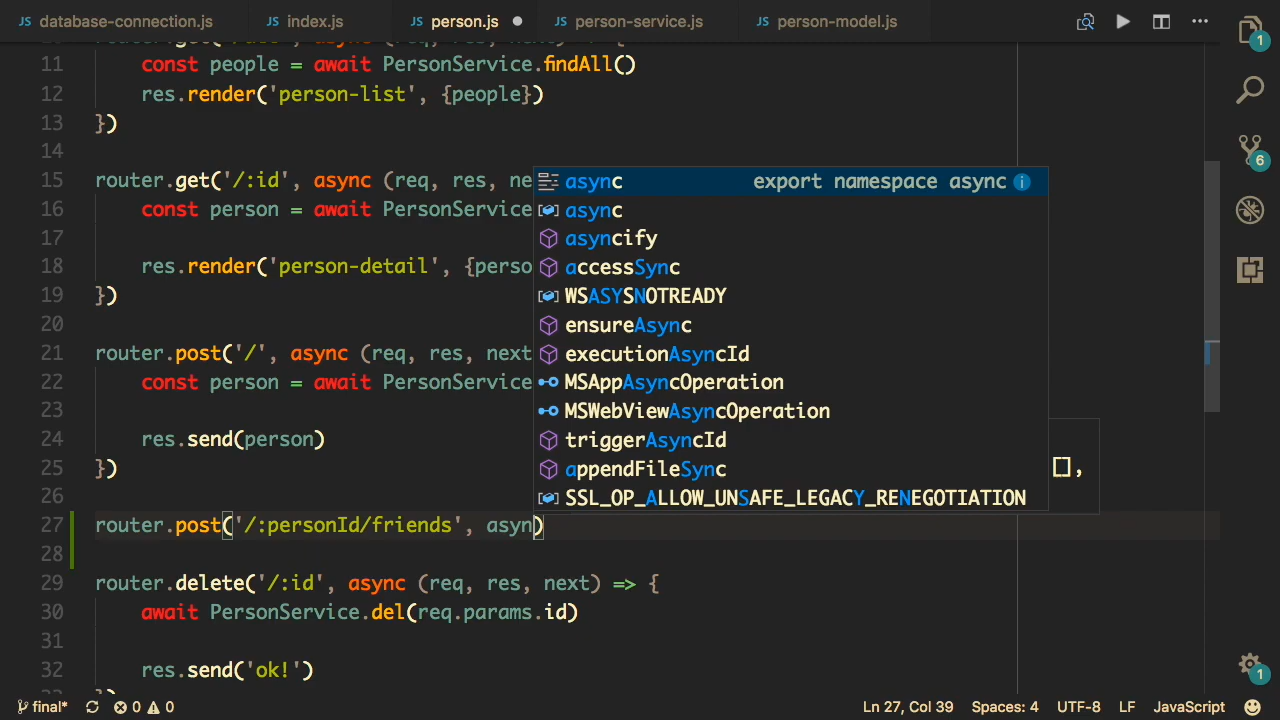 JS database-connection.js JS index.js JS person.js ● JS person-service.js JS person-model.js
11 const people = await PersonService.findAll()
12 res.render('person-list', {people})
13 })
14
15 router.get('/:id', async (req, res, ne
16 const person = await PersonService
17
18 res.render('person-detail', {perso
19 })
20
21 router.post('/', async (req, res, next
22 const person = await PersonService
23
24 res.send(person)
25 })
26
27 router.post('/:personId/friends', asyn)
28
29 router.delete('/:id', async (req, res, next) => {
30 await PersonService.del(req.params.id)
31
32 res.send('ok!')
async export namespace async
async
asyncify
accessSync
WSASYSNOTREADY
ensureAsync
executionAsyncId
MSAppAsyncOperation
MSWebViewAsyncOperation
triggerAsyncId
appendFileSync
SSL_OP_ALLOW_UNSAFE_LEGACY_RENEGOTIATION
[],
1
6
1
final* 0 0 Ln 27, Col 39 Spaces: 4 UTF-8 LF JavaScript